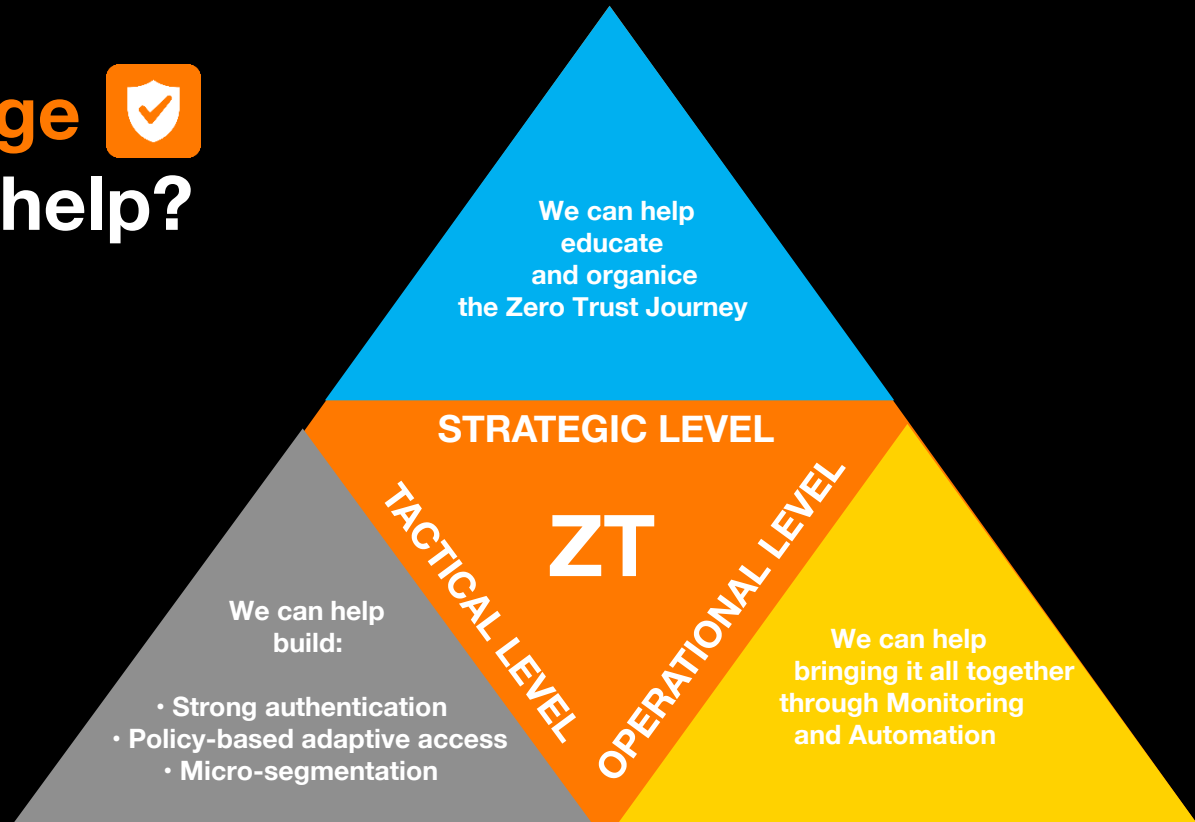 ge
help?
We can help
educate
and organice
the Zero Trust Journey
STRATEGIC LEVEL
TACTICAL LEVEL
ZT
OPERATIONAL LEVEL
We can help
build:
• Strong authentication
• Policy-based adaptive access
• Micro-segmentation
We can help
bringing it all together
through Monitoring
and Automation